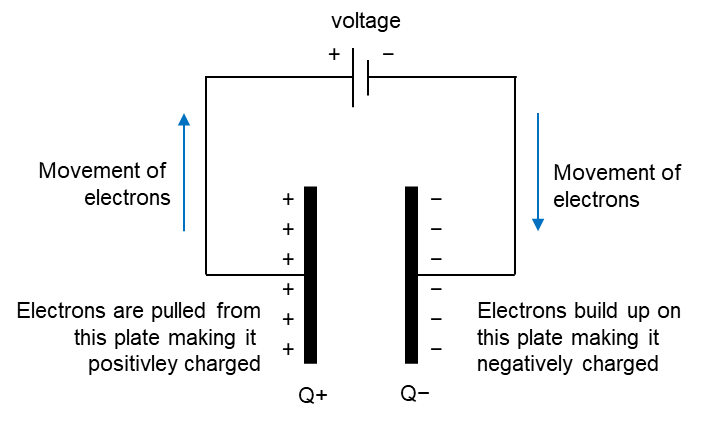 voltage
+ −
Movement of
electrons
Movement of
electrons
+ −
+ −
+ −
+ −
+ −
+ −
Electrons are pulled from
this plate making it
positivley charged
Electrons build up on
this plate making it
negatively charged
Q+ Q−